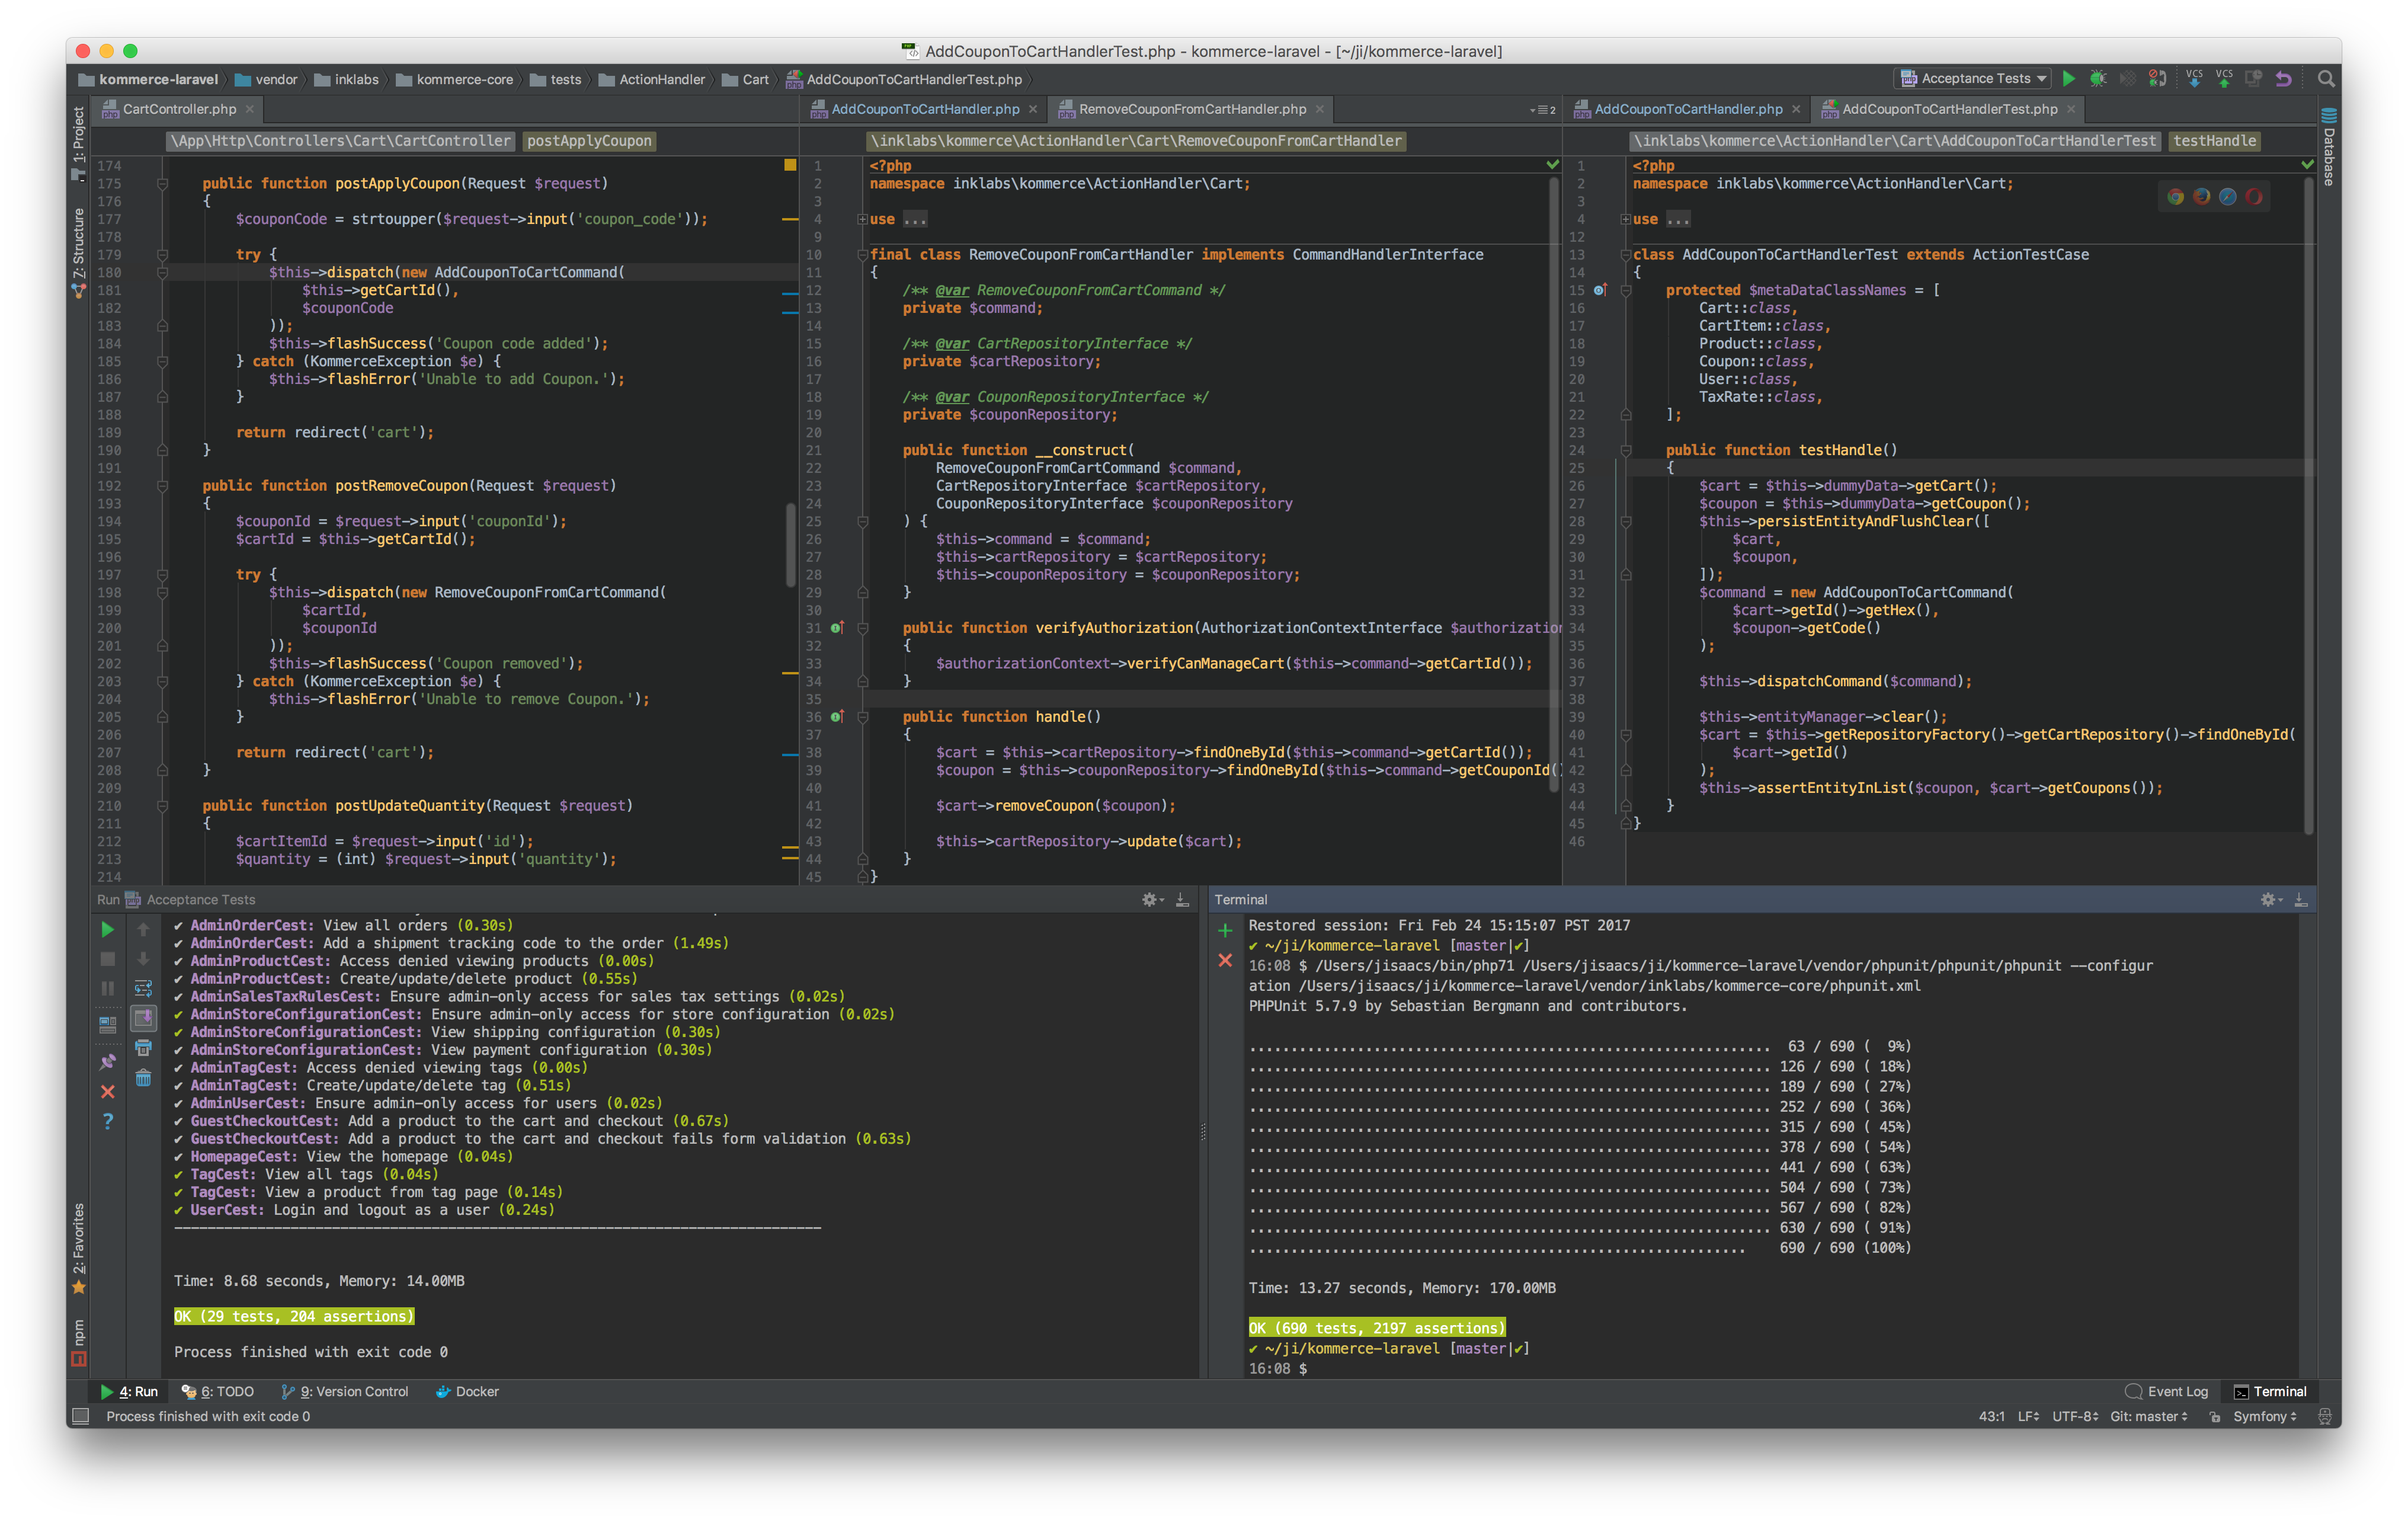 AddCouponToCartHandlerTest.php - kommerce-laravel - [~/ji/kommerce-laravel]
kommerce-laravel vendor inklabs kommerce-core tests ActionHandler Cart AddCouponToCartHandlerTest.php
Acceptance Tests
VCS VCS
1: Project
Z: Structure
2: Favorites
npm
Database
CartController.php
\App\Http\Controllers\Cart\CartController postApplyCoupon
174
175 public function postApplyCoupon(Request $request)
176 {
177 $couponCode = strtoupper($request->input('coupon_code'));
178
179 try {
180 $this->dispatch(new AddCouponToCartCommand(
181 $this->getCartId(),
182 $couponCode
183 ));
184 $this->flashSuccess('Coupon code added');
185 } catch (KommerceException $e) {
186 $this->flashError('Unable to add Coupon.');
187 }
188
189 return redirect('cart');
190 }
191
192 public function postRemoveCoupon(Request $request)
193 {
194 $couponId = $request->input('couponId');
195 $cartId = $this->getCartId();
196
197 try {
198 $this->dispatch(new RemoveCouponFromCartCommand(
199 $cartId,
200 $couponId
201 ));
202 $this->flashSuccess('Coupon removed');
203 } catch (KommerceException $e) {
204 $this->flashError('Unable to remove Coupon.');
205 }
206
207 return redirect('cart');
208 }
209
210 public function postUpdateQuantity(Request $request)
211 {
212 $cartItemId = $request->input('id');
213 $quantity = (int) $request->input('quantity');
214
AddCouponToCartHandler.php RemoveCouponFromCartHandler.php 2
\inklabs\kommerce\ActionHandler\Cart\RemoveCouponFromCartHandler
1 <?php
2 namespace inklabs\kommerce\ActionHandler\Cart;
3
4 use ...
9
10 final class RemoveCouponFromCartHandler implements CommandHandlerInterface
11 {
12 /** @var RemoveCouponFromCartCommand */
13 private $command;
14
15 /** @var CartRepositoryInterface */
16 private $cartRepository;
17
18 /** @var CouponRepositoryInterface */
19 private $couponRepository;
20
21 public function __construct(
22 RemoveCouponFromCartCommand $command,
23 CartRepositoryInterface $cartRepository,
24 CouponRepositoryInterface $couponRepository
25 ) {
26 $this->command = $command;
27 $this->cartRepository = $cartRepository;
28 $this->couponRepository = $couponRepository;
29 }
30
31 public function verifyAuthorization(AuthorizationContextInterface $authorization
32 {
33 $authorizationContext->verifyCanManageCart($this->command->getCartId());
34 }
35
36 public function handle()
37 {
38 $cart = $this->cartRepository->findOneById($this->command->getCartId());
39 $coupon = $this->couponRepository->findOneById($this->command->getCouponId()
40
41 $cart->removeCoupon($coupon);
42
43 $this->cartRepository->update($cart);
44 }
45 }
AddCouponToCartHandler.php AddCouponToCartHandlerTest.php
\inklabs\kommerce\ActionHandler\Cart\AddCouponToCartHandlerTest testHandle
1 <?php
2 namespace inklabs\kommerce\ActionHandler\Cart;
3
4 use ...
12
13 class AddCouponToCartHandlerTest extends ActionTestCase
14 {
15 protected $metaDataClassNames = [
16 Cart::class,
17 CartItem::class,
18 Product::class,
19 Coupon::class,
20 User::class,
21 TaxRate::class,
22 ];
23
24 public function testHandle()
25 {
26 $cart = $this->dummyData->getCart();
27 $coupon = $this->dummyData->getCoupon();
28 $this->persistEntityAndFlushClear([
29 $cart,
30 $coupon,
31 ]);
32 $command = new AddCouponToCartCommand(
33 $cart->getId()->getHex(),
34 $coupon->getCode()
35 );
36
37 $this->dispatchCommand($command);
38
39 $this->entityManager->clear();
40 $cart = $this->getRepositoryFactory()->getCartRepository()->findOneById(
41 $cart->getId()
42 );
43 $this->assertEntityInList($coupon, $cart->getCoupons());
44 }
45 }
46
Run Acceptance Tests
✔ AdminOrderCest: View all orders (0.30s)
✔ AdminOrderCest: Add a shipment tracking code to the order (1.49s)
✔ AdminProductCest: Access denied viewing products (0.00s)
✔ AdminProductCest: Create/update/delete product (0.55s)
✔ AdminSalesTaxRulesCest: Ensure admin-only access for sales tax settings (0.02s)
✔ AdminStoreConfigurationCest: Ensure admin-only access for store configuration (0.02s)
✔ AdminStoreConfigurationCest: View shipping configuration (0.30s)
✔ AdminStoreConfigurationCest: View payment configuration (0.30s)
✔ AdminTagCest: Access denied viewing tags (0.00s)
✔ AdminTagCest: Create/update/delete tag (0.51s)
✔ AdminUserCest: Ensure admin-only access for users (0.02s)
✔ GuestCheckoutCest: Add a product to the cart and checkout (0.67s)
✔ GuestCheckoutCest: Add a product to the cart and checkout fails form validation (0.63s)
✔ HomepageCest: View the homepage (0.04s)
✔ TagCest: View all tags (0.04s)
✔ TagCest: View a product from tag page (0.14s)
✔ UserCest: Login and logout as a user (0.24s)
Time: 8.68 seconds, Memory: 14.00MB
OK (29 tests, 204 assertions)
Process finished with exit code 0
Terminal
Restored session: Fri Feb 24 15:15:07 PST 2017
✔ ~/ji/kommerce-laravel [master|✔]
16:08 $ /Users/jisaacs/bin/php71 /Users/jisaacs/ji/kommerce-laravel/vendor/phpunit/phpunit/phpunit --configur
ation /Users/jisaacs/ji/kommerce-laravel/vendor/inklabs/kommerce-core/phpunit.xml
PHPUnit 5.7.9 by Sebastian Bergmann and contributors.
............................................................... 63 / 690 ( 9%)
............................................................... 126 / 690 ( 18%)
............................................................... 189 / 690 ( 27%)
............................................................... 252 / 690 ( 36%)
............................................................... 315 / 690 ( 45%)
............................................................... 378 / 690 ( 54%)
............................................................... 441 / 690 ( 63%)
............................................................... 504 / 690 ( 73%)
............................................................... 567 / 690 ( 82%)
............................................................... 630 / 690 ( 91%)
............................................................ 690 / 690 (100%)
Time: 13.27 seconds, Memory: 170.00MB
OK (690 tests, 2197 assertions)
✔ ~/ji/kommerce-laravel [master|✔]
16:08 $
4: Run 6: TODO 9: Version Control Docker Event Log Terminal
Process finished with exit code 0 43:1 LF UTF-8 Git: master Symfony